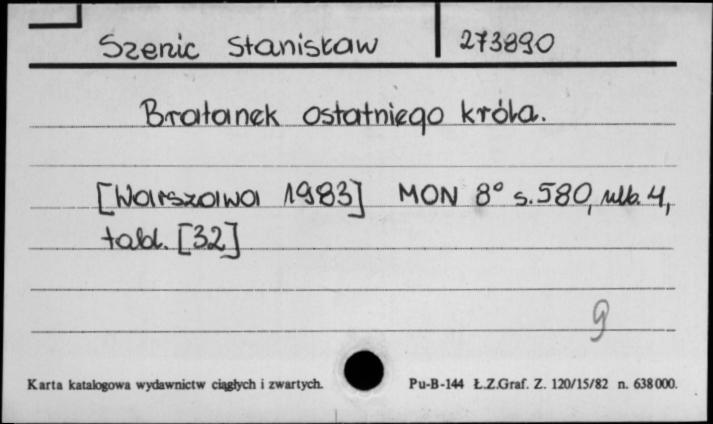 Szenic Stanisław 273890
Bratanek ostatniego króla.
[Warszawa 1983] MON 8° s. 580, nlb. 4,
tabl. [32]
9
Karta katalogowa wydawnictw ciągłych i zwartych. Pu-B-144 Ł.Z.Graf. Z. 120/15/82 n. 638000.